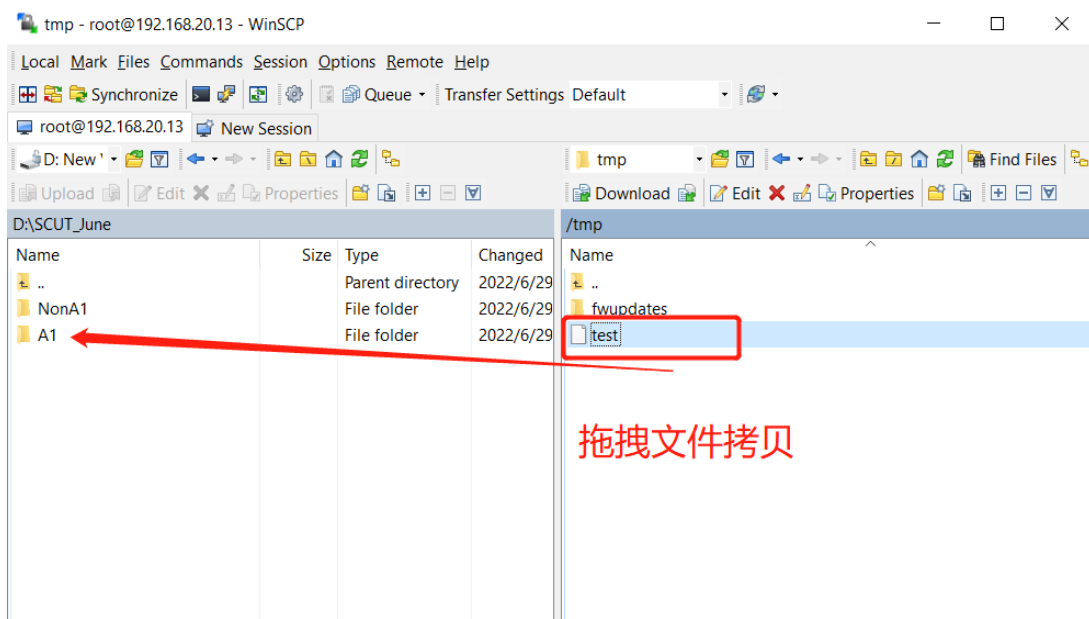 tmp - root@192.168.20.13 - WinSCP
Local Mark Files Commands Session Options Remote Help
Synchronize Queue Transfer Settings Default
root@192.168.20.13 New Session
D: New tmp Find Files
Upload Edit Properties Download Edit Properties
D:\SCUT_June /tmp
Name Size Type Changed Name
.. Parent directory 2022/6/29 ..
NonA1 File folder 2022/6/29 fwupdates
A1 File folder 2022/6/29 test
拖拽文件拷贝